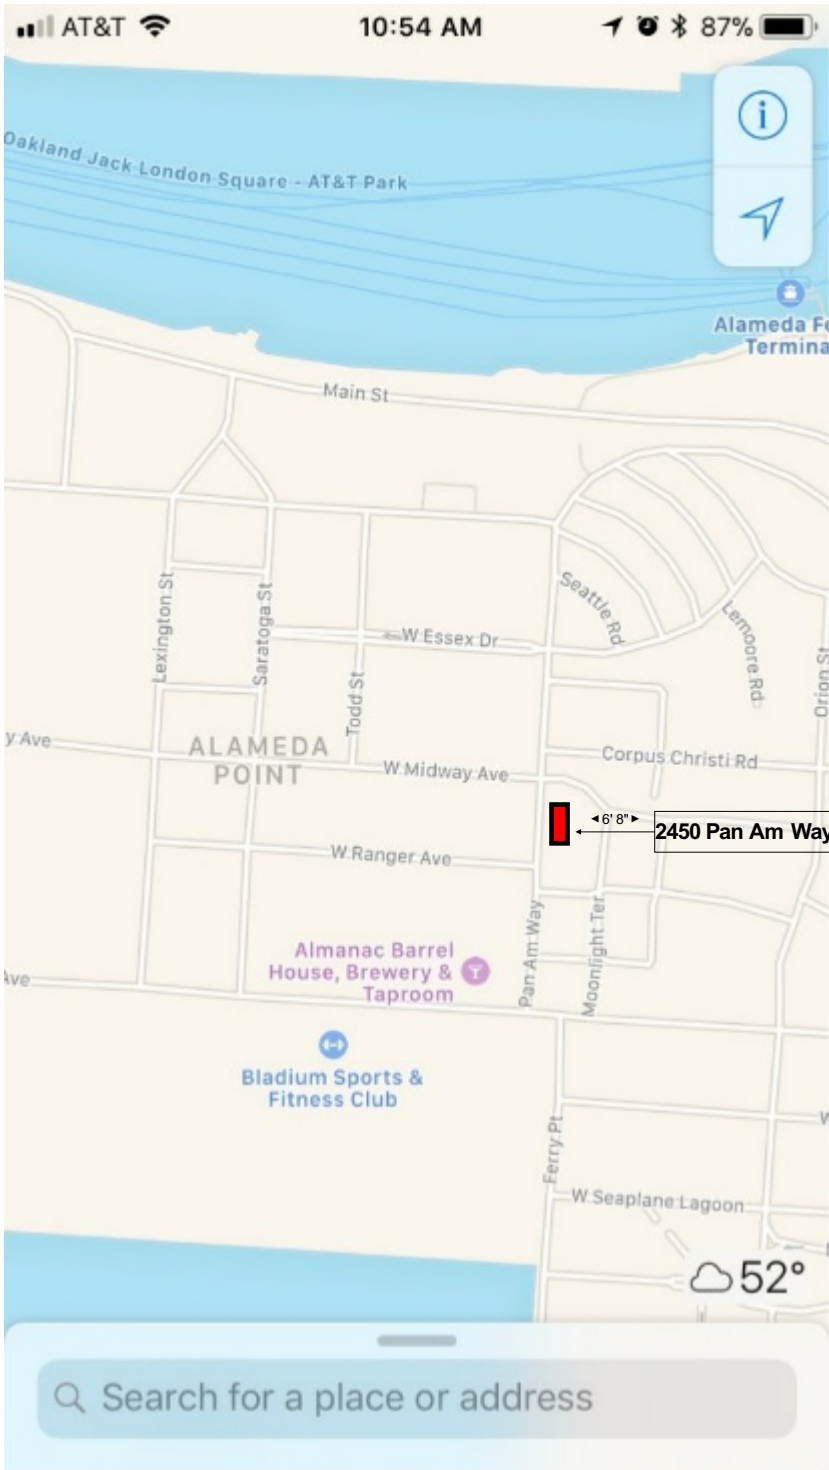 AT&T
10:54 AM
87%
Oakland Jack London Square - AT&T Park
Alameda Fe
Termina
Main St
Seattle Rd
Lemoore Rd
Lexington St
Saratoga St
W Essex Dr
Todd St
Orion St
y Ave
ALAMEDA
POINT
W Midway Ave
Corpus Christi Rd
6' 8"
2450 Pan Am Way
W Ranger Ave
Pan Am Way
Moonlight Ter
Almanac Barrel
House, Brewery &
Taproom
Ave
Bladium Sports &
Fitness Club
Ferry Pt
W
W Seaplane Lagoon
52°
Search for a place or address